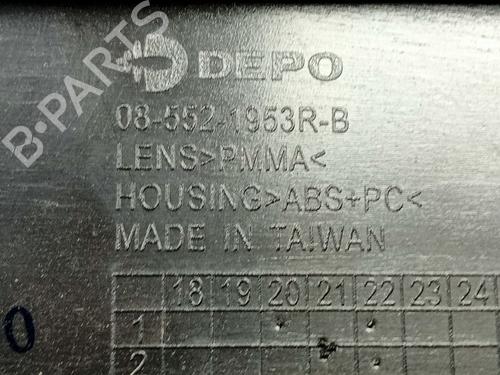 B-PARTS
DEPO
08-552-1953R-B
LENS>PMMA<
HOUSING>ABS+PC<
MADE IN TAIWAN
18 19 20 21 22 23 24
1
2
0